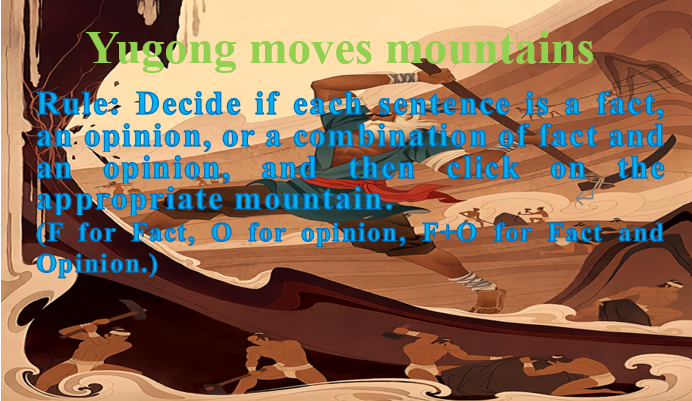 Yugong moves mountains
Rule: Decide if each sentence is a fact,
an opinion, or a combination of fact and
an opinion, and then click on the
appropriate mountain.
(F for Fact, O for opinion, F+O for Fact and
Opinion.)